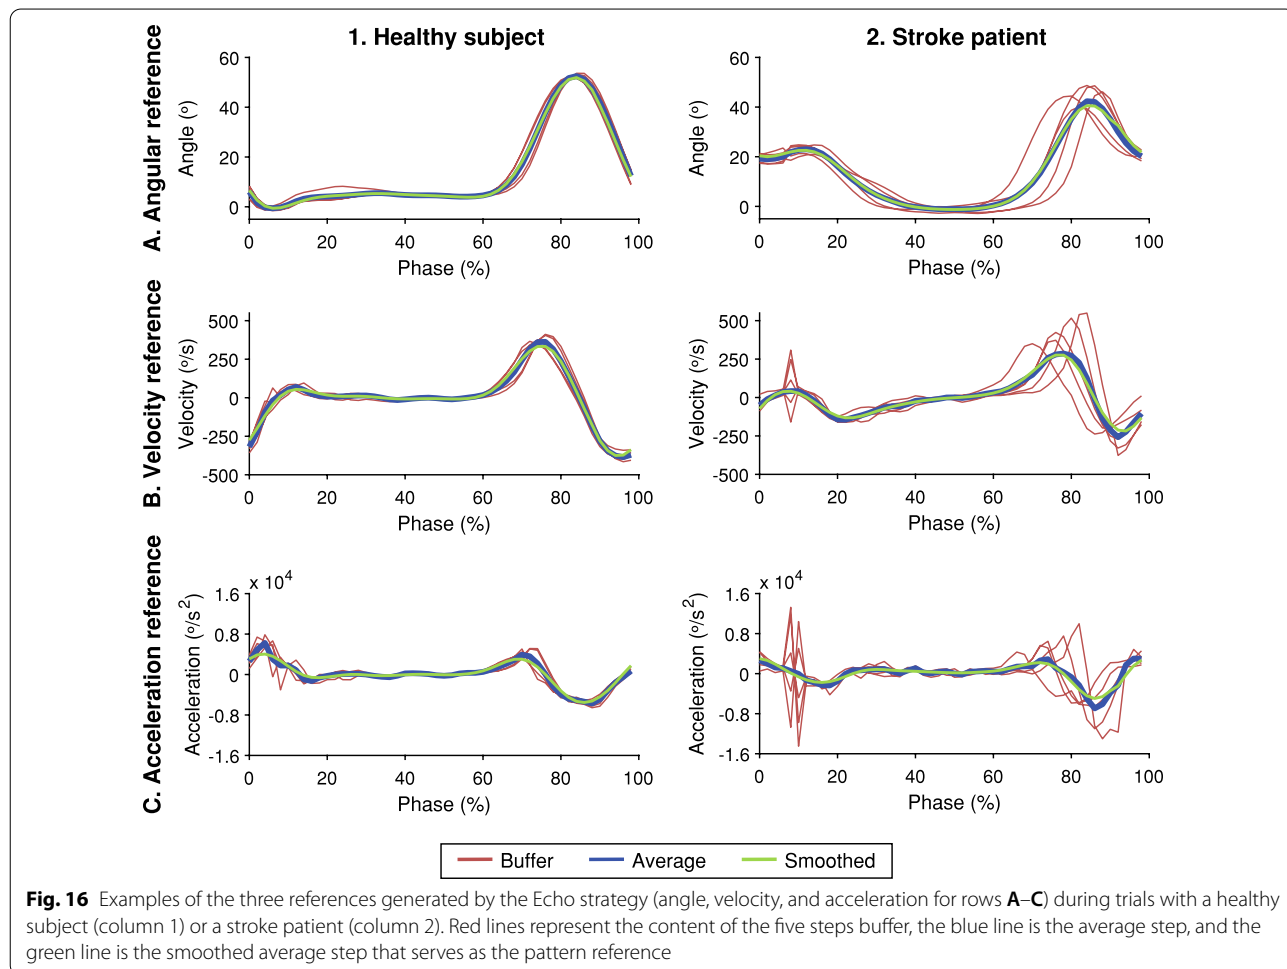 1. Healthy subject
2. Stroke patient
A. Angular reference
Angle (º)
60
40
20
0
0 20 40 60 80 100
Phase (%)
Angle (º)
60
40
20
0
0 20 40 60 80 100
Phase (%)
B. Velocity reference
Velocity (º/s)
500
250
0
-250
-500
0 20 40 60 80 100
Phase (%)
Velocity (º/s)
500
250
0
-250
-500
0 20 40 60 80 100
Phase (%)
C. Acceleration reference
Acceleration (º/s²)
x 10⁴
1.6
0.8
0
-0.8
-1.6
0 20 40 60 80 100
Phase (%)
Acceleration (º/s²)
x 10⁴
1.6
0.8
0
-0.8
-1.6
0 20 40 60 80 100
Phase (%)
Buffer Average Smoothed
Fig. 16 Examples of the three references generated by the Echo strategy (angle, velocity, and acceleration for rows A–C) during trials with a healthy
subject (column 1) or a stroke patient (column 2). Red lines represent the content of the five steps buffer, the blue line is the average step, and the
green line is the smoothed average step that serves as the pattern reference